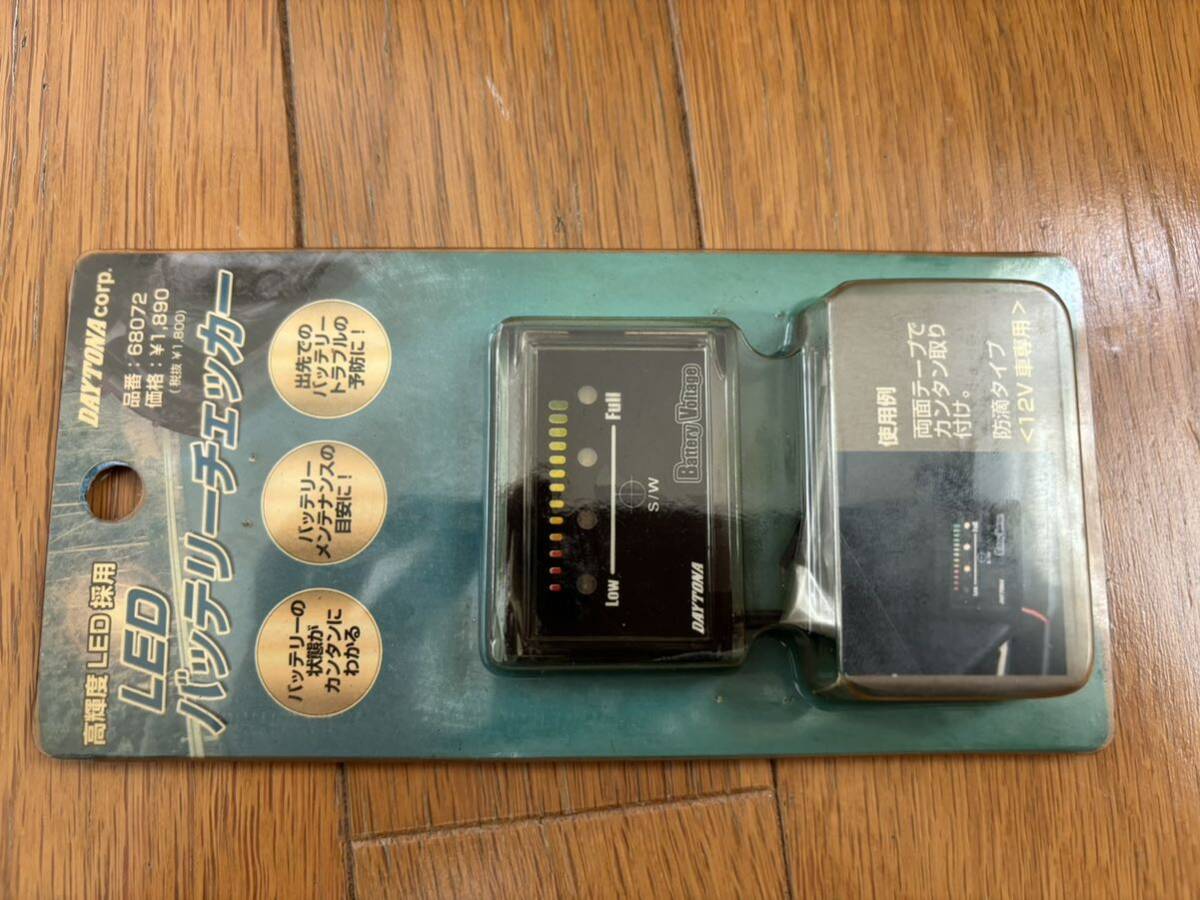 DAYTONA corp.
品番：68072
価格：￥1,890
(税抜 ￥1,800)
高輝度 LED 採用
LED
バッテリーチェッカー
バッテリーの
状態が
カンタンに
わかる
バッテリー
メンテナンスの
目安に！
出先での
バッテリー
トラブルの
予防に！
Low
Full
S/W
DAYTONA
Battery Voltage
使用例
両面テープで
カンタン取り
付け。
防滴タイプ
＜12V 車専用＞